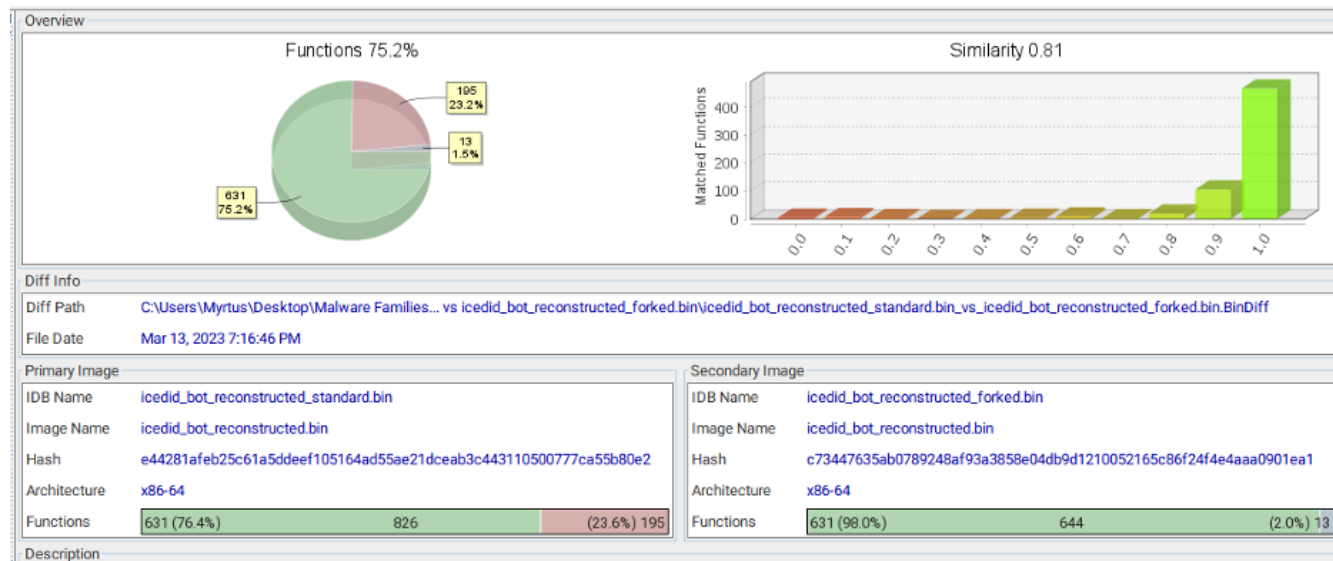 Overview
Functions 75.2%
195
23.2%
13
1.5%
631
75.2%
Similarity 0.81
Matched Functions
400
300
200
100
0
0.0 0.1 0.2 0.3 0.4 0.5 0.6 0.7 0.8 0.9 1.0
Diff Info
Diff Path C:\Users\Myrtus\Desktop\Malware Families... vs icedid_bot_reconstructed_forked.bin\icedid_bot_reconstructed_standard.bin_vs_icedid_bot_reconstructed_forked.bin.BinDiff
File Date Mar 13, 2023 7:16:46 PM
Primary Image
IDB Name icedid_bot_reconstructed_standard.bin
Image Name icedid_bot_reconstructed.bin
Hash e44281afeb25c61a5ddeef105164ad55ae21dceab3c443110500777ca55b80e2
Architecture x86-64
Functions 631 (76.4%) 826 (23.6%) 195
Secondary Image
IDB Name icedid_bot_reconstructed_forked.bin
Image Name icedid_bot_reconstructed.bin
Hash c73447635ab0789248af93a3858e04db9d1210052165c86f24f4e4aaa0901ea1
Architecture x86-64
Functions 631 (98.0%) 644 (2.0%) 13
Description